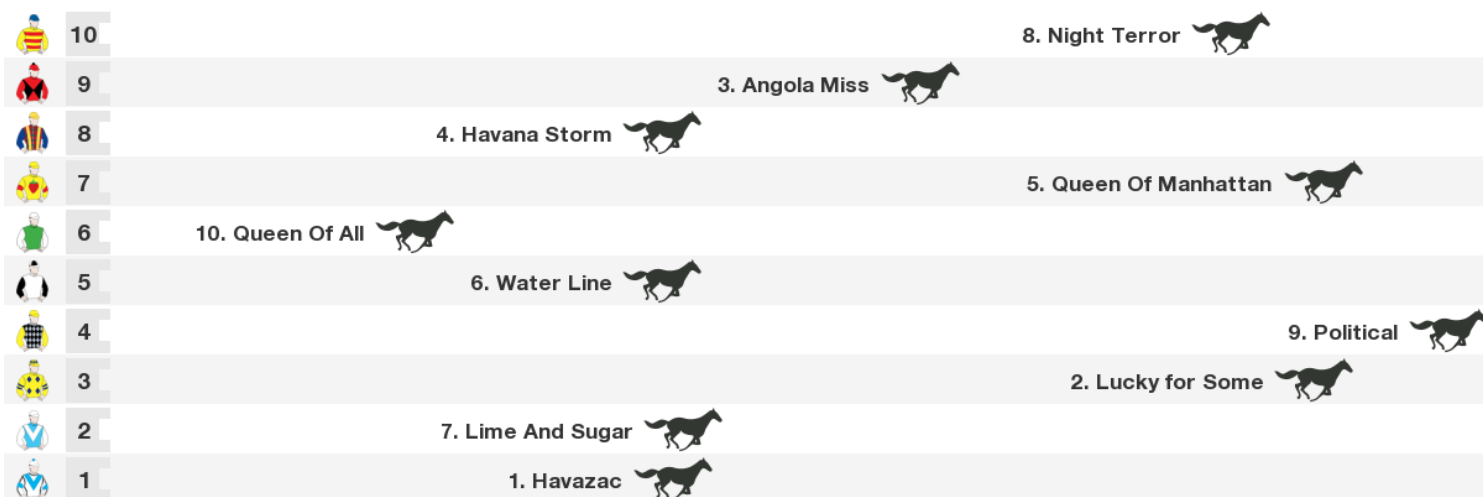 10 8. Night Terror
9 3. Angola Miss
8 4. Havana Storm
7 5. Queen Of Manhattan
6 10. Queen Of All
5 6. Water Line
4 9. Political
3 2. Lucky for Some
2 7. Lime And Sugar
1 1. Havazac